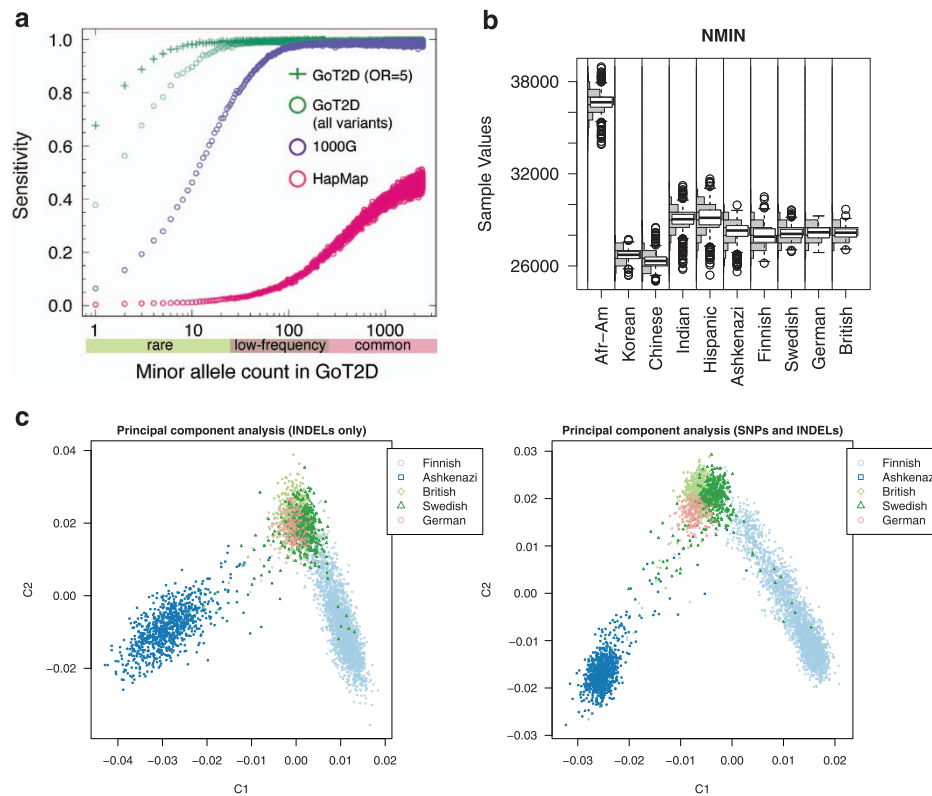 a
1.0
0.8
0.6
0.4
0.2
0.0
Sensitivity
GoT2D (OR=5)
GoT2D
(all variants)
1000G
HapMap
1
10
100
1000
rare
low-frequency
common
Minor allele count in GoT2D
b
NMIN
38000
32000
26000
Sample Values
Afr-Am
Korean
Chinese
Indian
Hispanic
Ashkenazi
Finnish
Swedish
German
British
c
Principal component analysis (INDELs only)
0.04
0.02
0.00
−0.02
C2
−0.04
−0.03
−0.02
−0.01
0.00
0.01
0.02
C1
Finnish
Ashkenazi
British
Swedish
German
Principal component analysis (SNPs and INDELs)
0.03
0.02
0.01
0.00
−0.01
−0.02
−0.03
C2
−0.03
−0.02
−0.01
0.00
0.01
0.02
C1
Finnish
Ashkenazi
British
Swedish
German